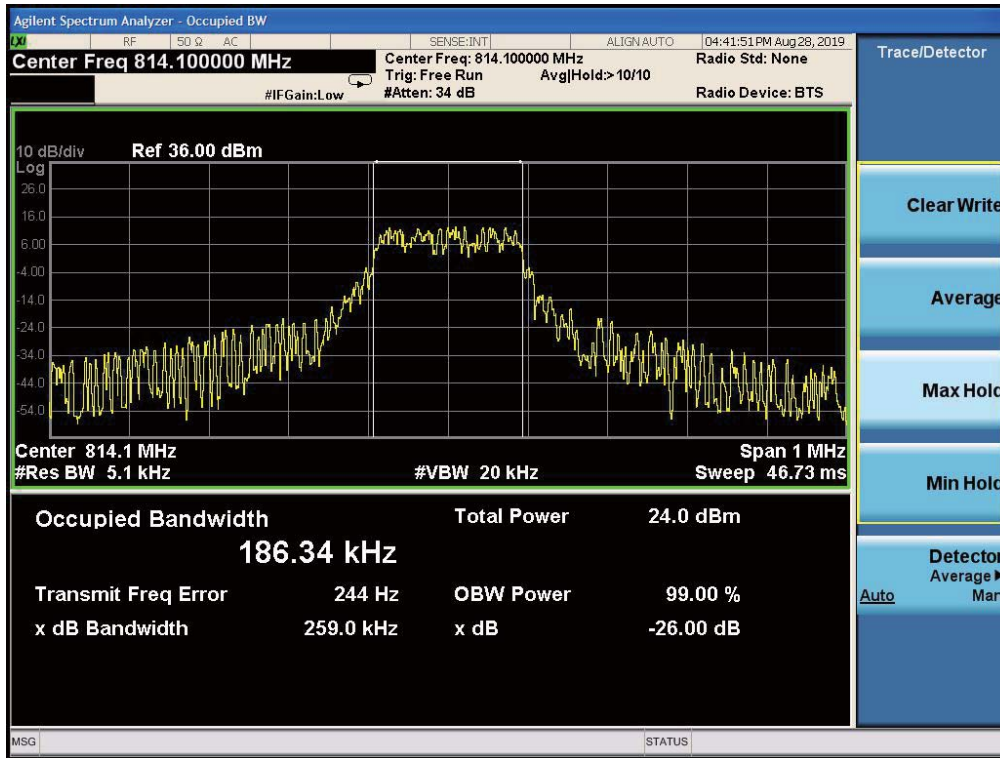 Agilent Spectrum Analyzer - Occupied BW
LXI RF 50 Ω AC SENSE:INT ALIGN AUTO 04:41:51 PM Aug 28, 2019
Center Freq 814.100000 MHz
Center Freq: 814.100000 MHz
Radio Std: None
Trig: Free Run Avg|Hold:> 10/10
#IFGain:Low
#Atten: 34 dB
Radio Device: BTS
10 dB/div Ref 36.00 dBm
Log
26.0
16.0
6.00
-4.00
-14.0
-24.0
-34.0
-44.0
-54.0
Center 814.1 MHz Span 1 MHz
#Res BW 5.1 kHz #VBW 20 kHz Sweep 46.73 ms
Occupied Bandwidth Total Power 24.0 dBm
186.34 kHz
Transmit Freq Error 244 Hz OBW Power 99.00 %
x dB Bandwidth 259.0 kHz x dB -26.00 dB
MSG STATUS
Trace/Detector
Clear Write
Average
Max Hold
Min Hold
Detector
Average
Auto Man